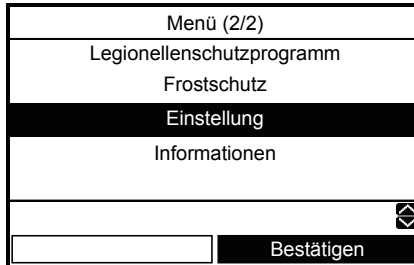 Menü (2/2)
Legionellenschutzprogramm
Frostschutz
Einstellung
Informationen
Bestätigen